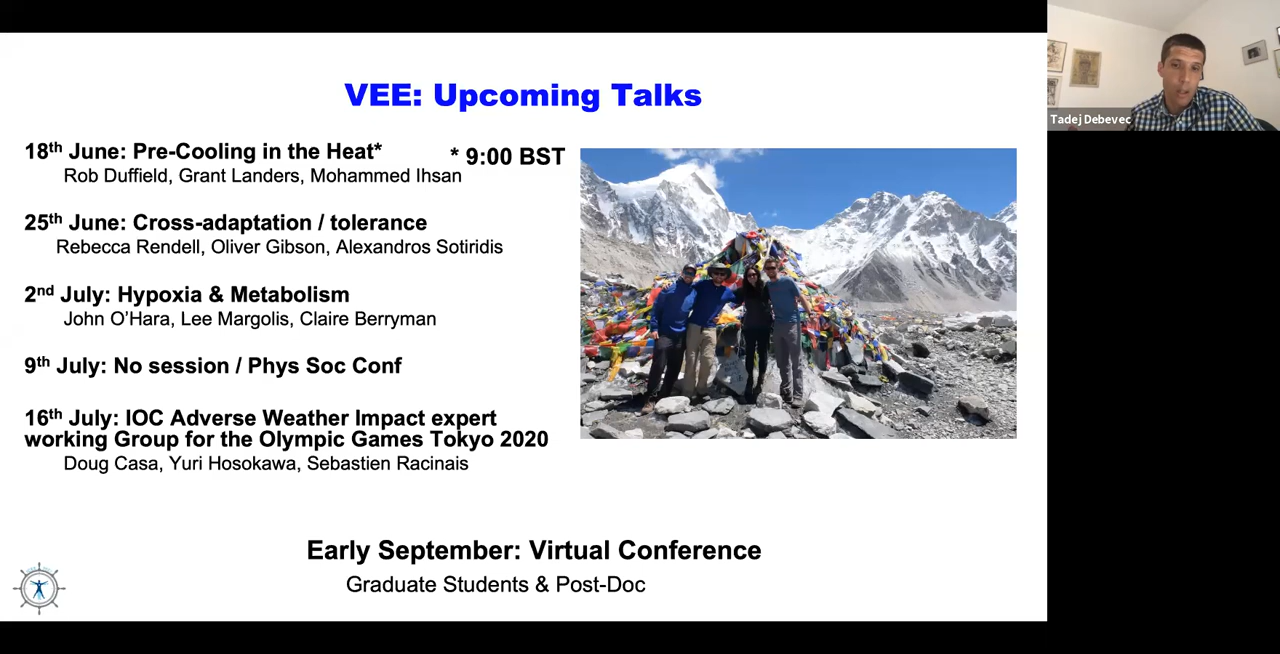 VEE: Upcoming Talks
18th June: Pre-Cooling in the Heat*
* 9:00 BST
Rob Duffield, Grant Landers, Mohammed Ihsan
25th June: Cross-adaptation / tolerance
Rebecca Rendell, Oliver Gibson, Alexandros Sotiridis
2nd July: Hypoxia & Metabolism
John O'Hara, Lee Margolis, Claire Berryman
9th July: No session / Phys Soc Conf
16th July: IOC Adverse Weather Impact expert
working Group for the Olympic Games Tokyo 2020
Doug Casa, Yuri Hosokawa, Sebastien Racinais
Early September: Virtual Conference
Graduate Students & Post-Doc
Tadej Debevec